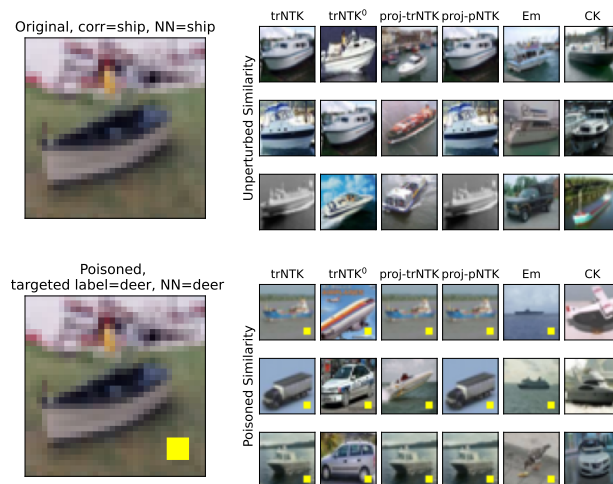 Original, corr=ship, NN=ship
trNTK trNTK⁰ proj-trNTK proj-pNTK Em CK
Unperturbed Similarity
Poisoned,
targeted label=deer, NN=deer
trNTK trNTK⁰ proj-trNTK proj-pNTK Em CK
Poisoned Similarity